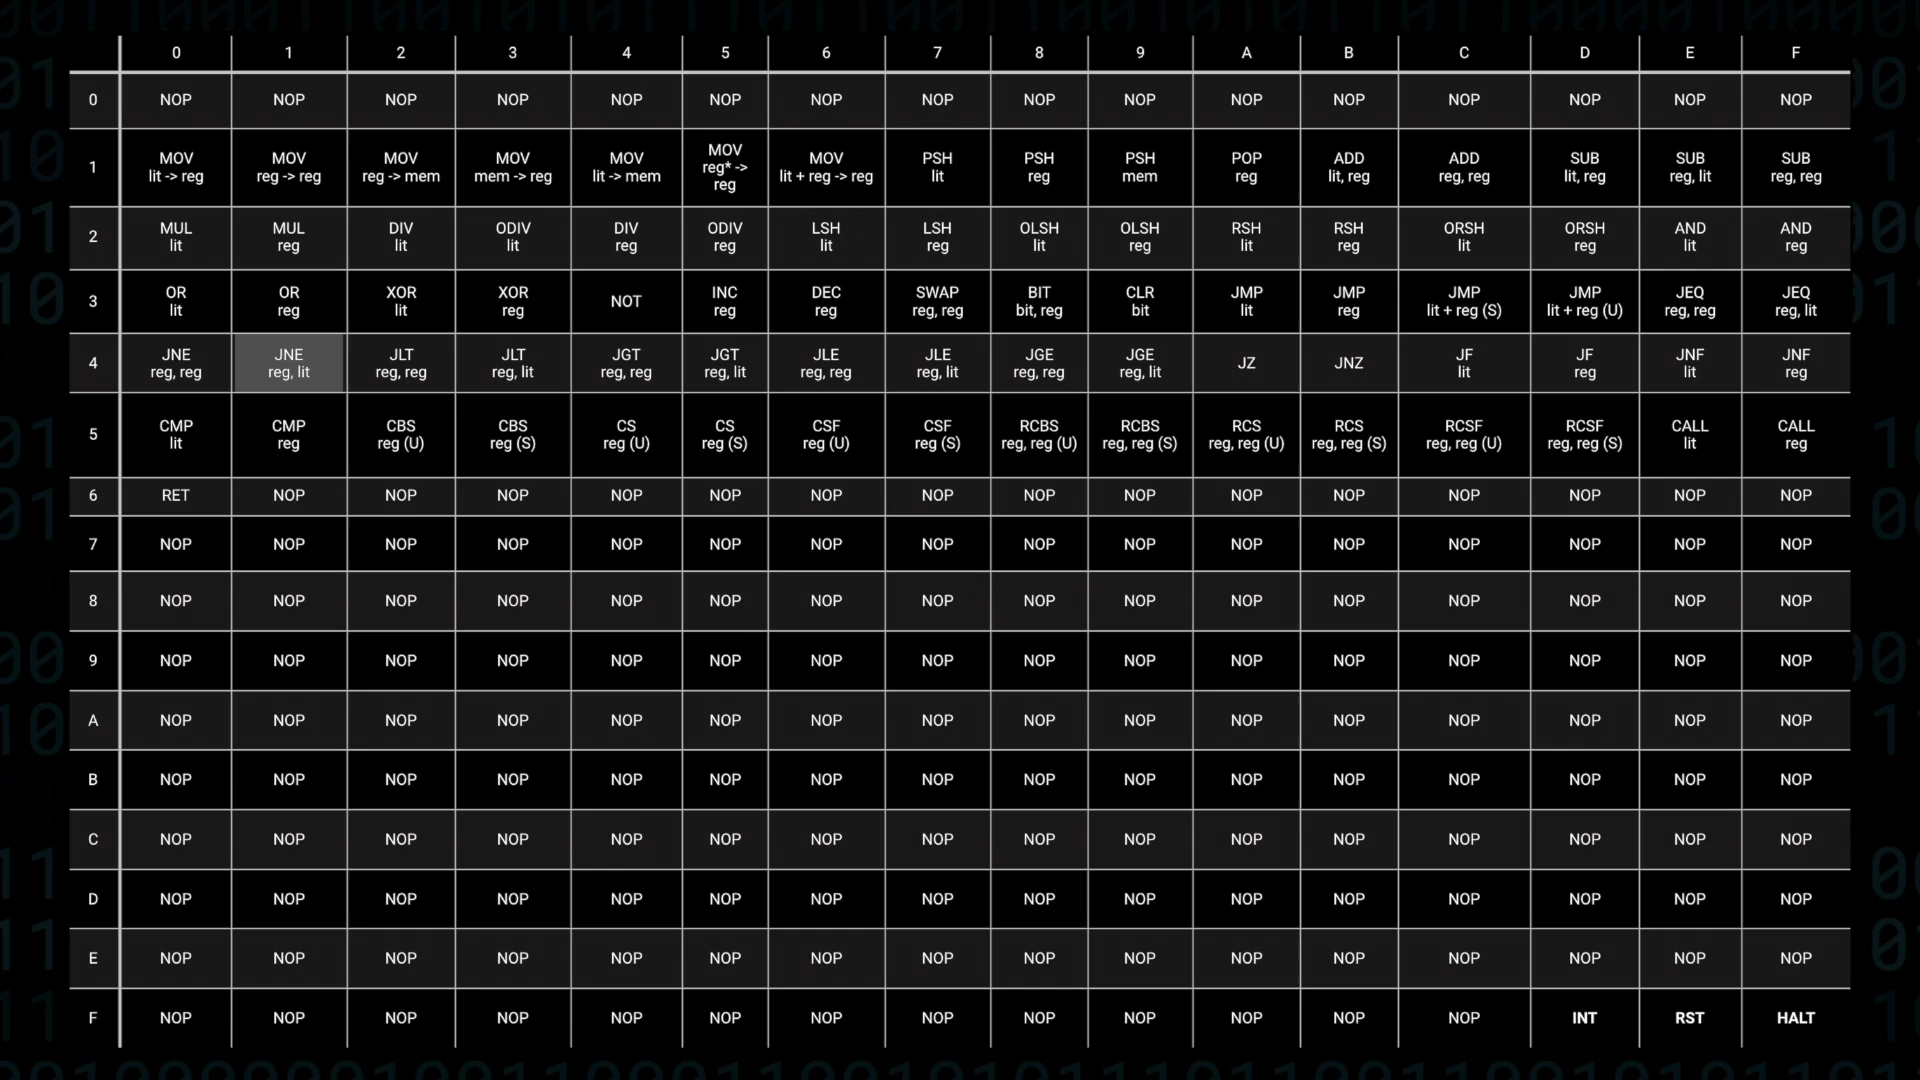 0 1 2 3 4 5 6 7 8 9 A B C D E F
0 NOP NOP NOP NOP NOP NOP NOP NOP NOP NOP NOP NOP NOP NOP NOP NOP
1 MOV lit -> reg MOV reg -> reg MOV reg -> mem MOV mem -> reg MOV lit -> mem MOV reg* -> reg MOV lit + reg -> reg PSH lit PSH reg PSH mem POP reg ADD lit, reg ADD reg, reg SUB lit, reg SUB reg, lit SUB reg, reg
2 MUL lit MUL reg DIV lit ODIV lit DIV reg ODIV reg LSH lit LSH reg OLSH lit OLSH reg RSH lit RSH reg ORSH lit ORSH reg AND lit AND reg
3 OR lit OR reg XOR lit XOR reg NOT INC reg DEC reg SWAP reg, reg BIT bit, reg CLR bit JMP lit JMP reg JMP lit + reg (S) JMP lit + reg (U) JEQ reg, reg JEQ reg, lit
4 JNE reg, reg JNE reg, lit JLT reg, reg JLT reg, lit JGT reg, reg JGT reg, lit JLE reg, reg JLE reg, lit JGE reg, reg JGE reg, lit JZ JNZ JF lit JF reg JNF lit JNF reg
5 CMP lit CMP reg CBS reg (U) CBS reg (S) CS reg (U) CS reg (S) CSF reg (U) CSF reg (S) RCBS reg, reg (U) RCBS reg, reg (S) RCS reg, reg (U) RCS reg, reg (S) RCSF reg, reg (U) RCSF reg, reg (S) CALL lit CALL reg
6 RET NOP NOP NOP NOP NOP NOP NOP NOP NOP NOP NOP NOP NOP NOP NOP
7 NOP NOP NOP NOP NOP NOP NOP NOP NOP NOP NOP NOP NOP NOP NOP NOP
8 NOP NOP NOP NOP NOP NOP NOP NOP NOP NOP NOP NOP NOP NOP NOP NOP
9 NOP NOP NOP NOP NOP NOP NOP NOP NOP NOP NOP NOP NOP NOP NOP NOP
A NOP NOP NOP NOP NOP NOP NOP NOP NOP NOP NOP NOP NOP NOP NOP NOP
B NOP NOP NOP NOP NOP NOP NOP NOP NOP NOP NOP NOP NOP NOP NOP NOP
C NOP NOP NOP NOP NOP NOP NOP NOP NOP NOP NOP NOP NOP NOP NOP NOP
D NOP NOP NOP NOP NOP NOP NOP NOP NOP NOP NOP NOP NOP NOP NOP NOP
E NOP NOP NOP NOP NOP NOP NOP NOP NOP NOP NOP NOP NOP NOP NOP NOP
F NOP NOP NOP NOP NOP NOP NOP NOP NOP NOP NOP NOP NOP INT RST HALT